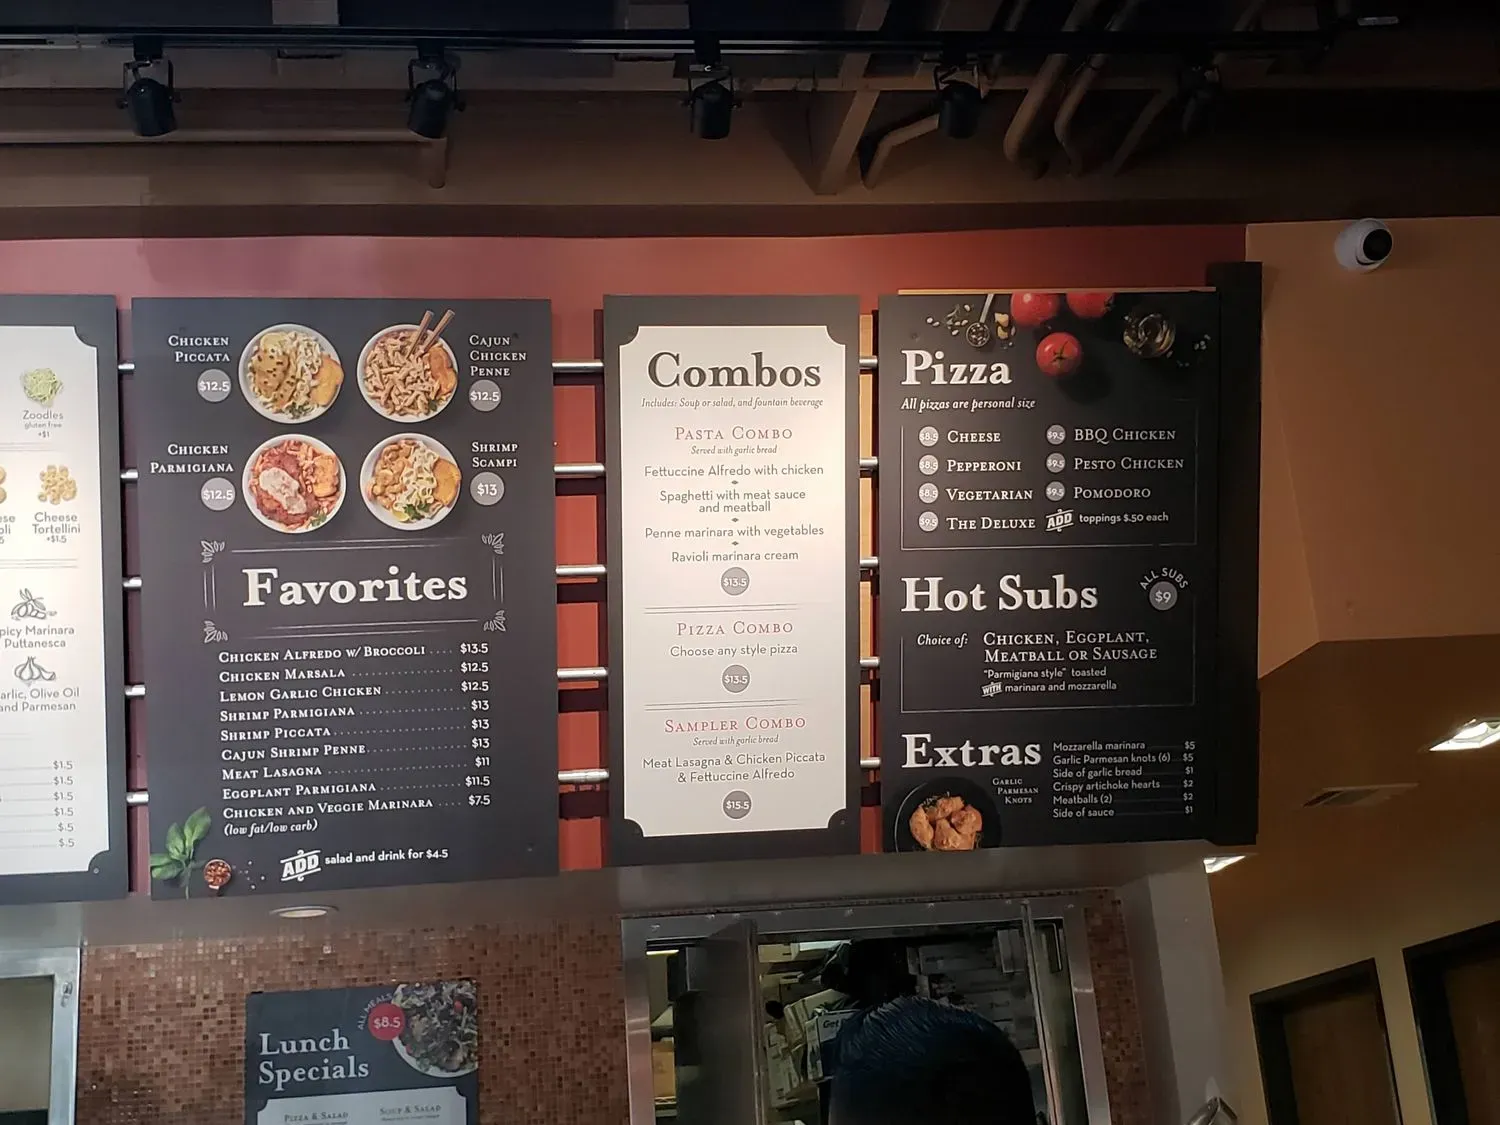 Zoodles
gluten free
+$1
Cheese
Tortellini
+$1.5
Marinara
Puttanesca
Olive Oil
and Parmesan
$1.5
$1.5
$1.5
$1.5
$.5
$.5
CHICKEN
PICCATA
$12.5
CAJUN
CHICKEN
PENNE
$12.5
CHICKEN
PARMIGIANA
$12.5
SHRIMP
SCAMPI
$13
Favorites
CHICKEN ALFREDO W/ BROCCOLI .... $13.5
CHICKEN MARSALA .................... $12.5
LEMON GARLIC CHICKEN ............. $12.5
SHRIMP PARMIGIANA ................. $13
SHRIMP PICCATA ...................... $13
CAJUN SHRIMP PENNE ................ $13
MEAT LASAGNA ....................... $11
EGGPLANT PARMIGIANA .............. $11.5
CHICKEN AND VEGGIE MARINARA .... $7.5
(low fat/low carb)
ADD salad and drink for $4.5
Combos
Includes: Soup or salad, and fountain beverage
PASTA COMBO
Served with garlic bread
Fettuccine Alfredo with chicken
Spaghetti with meat sauce
and meatball
Penne marinara with vegetables
Ravioli marinara cream
$13.5
PIZZA COMBO
Choose any style pizza
$13.5
SAMPLER COMBO
Served with garlic bread
Meat Lasagna & Chicken Piccata
& Fettuccine Alfredo
$15.5
Pizza
All pizzas are personal size
$8.5 CHEESE
$8.5 PEPPERONI
$8.5 VEGETARIAN
$9.5 THE DELUXE
$9.5 BBQ CHICKEN
$9.5 PESTO CHICKEN
$9.5 POMODORO
ADD toppings $.50 each
Hot Subs
ALL SUBS
$9
Choice of: CHICKEN, EGGPLANT,
MEATBALL OR SAUSAGE
"Parmigiana style" toasted
WITH marinara and mozzarella
Extras
GARLIC
PARMESAN
KNOTS
Mozzarella marinara $5
Garlic Parmesan knots (6) $5
Side of garlic bread $1
Crispy artichoke hearts $2
Meatballs (2) $2
Side of sauce $1
ALL MEALS
$8.5
Lunch
Specials
PIZZA & SALAD
SOUP & SALAD